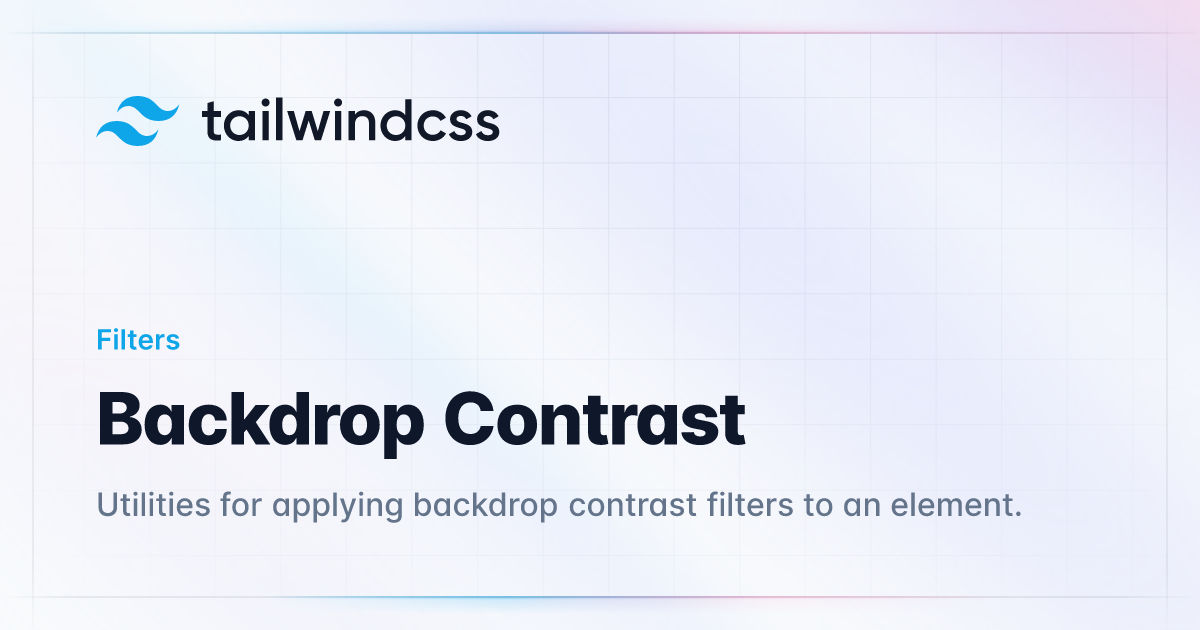 tailwindcss
Filters
Backdrop Contrast
Utilities for applying backdrop contrast filters to an element.